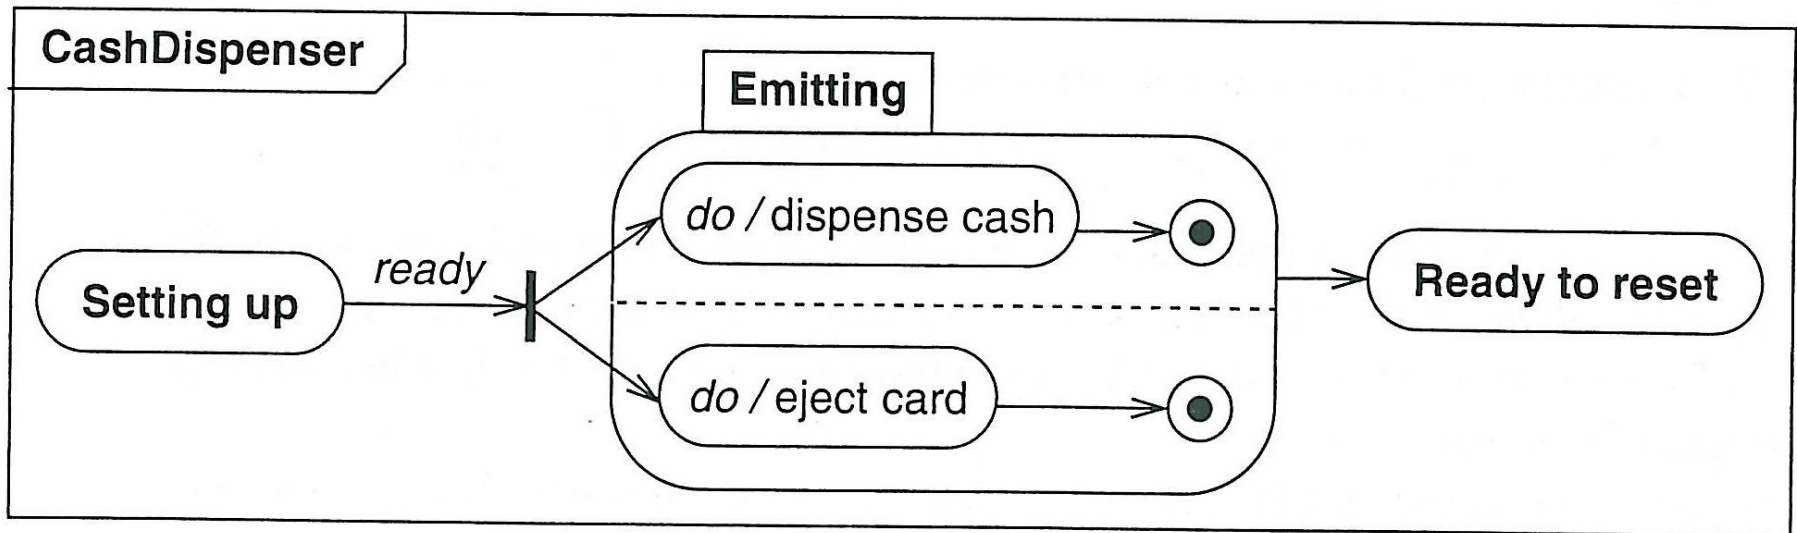 CashDispenser
Emitting
do / dispense cash
ready
Setting up
Ready to reset
do / eject card